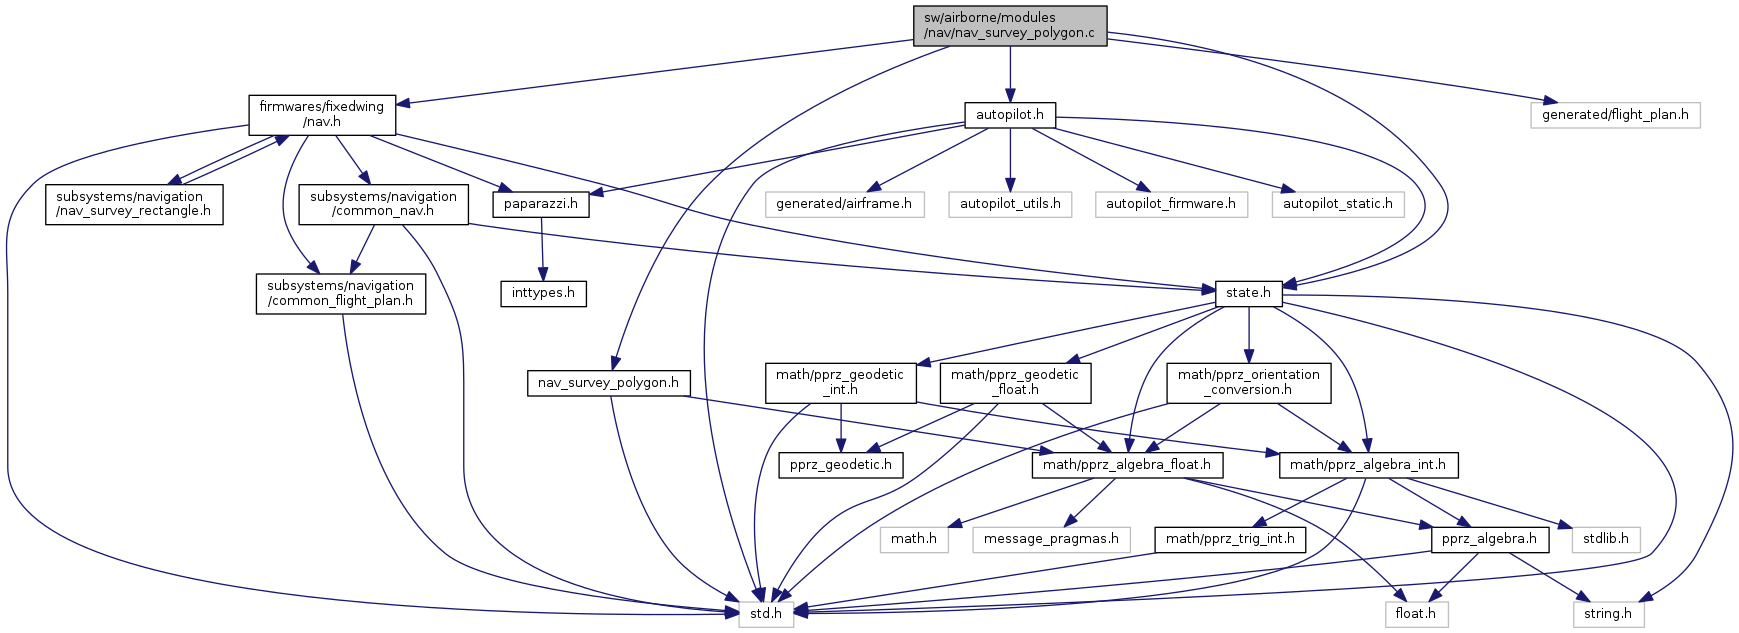 sw/airborne/modules
/nav/nav_survey_polygon.c
firmwares/fixedwing
/nav.h
autopilot.h
generated/flight_plan.h
subsystems/navigation
/nav_survey_rectangle.h
subsystems/navigation
/common_nav.h
paparazzi.h
generated/airframe.h
autopilot_utils.h
autopilot_firmware.h
autopilot_static.h
subsystems/navigation
/common_flight_plan.h
inttypes.h
state.h
nav_survey_polygon.h
math/pprz_geodetic
_int.h
math/pprz_geodetic
_float.h
math/pprz_orientation
_conversion.h
pprz_geodetic.h
math/pprz_algebra_float.h
math/pprz_algebra_int.h
math.h
message_pragmas.h
math/pprz_trig_int.h
pprz_algebra.h
stdlib.h
std.h
float.h
string.h